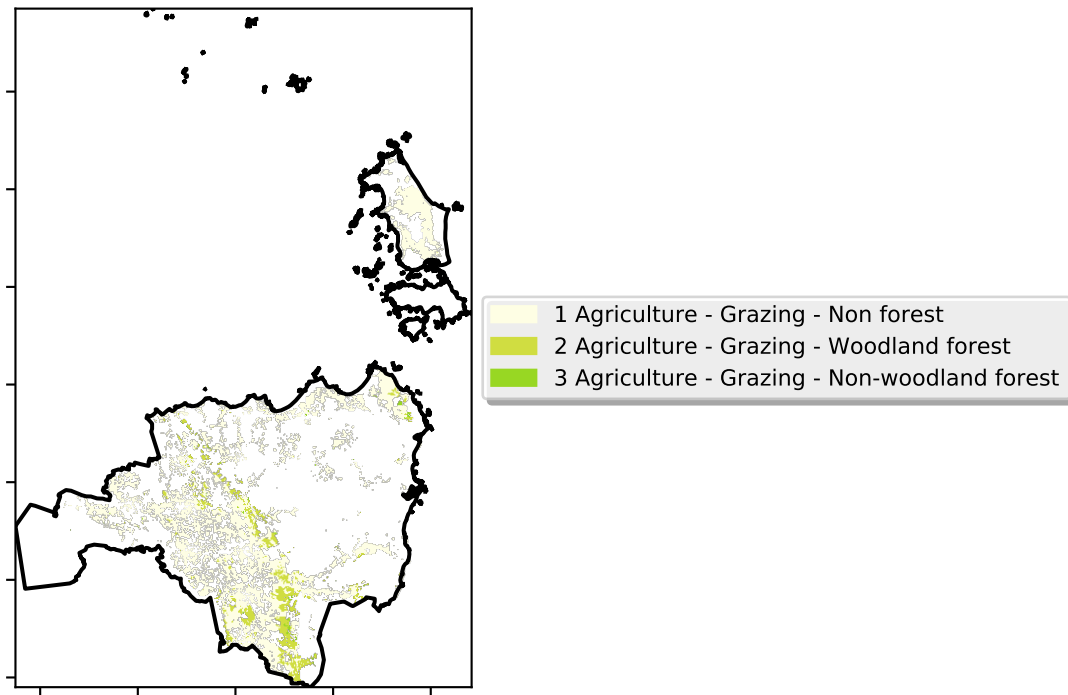 1 Agriculture - Grazing - Non forest
2 Agriculture - Grazing - Woodland forest
3 Agriculture - Grazing - Non-woodland forest